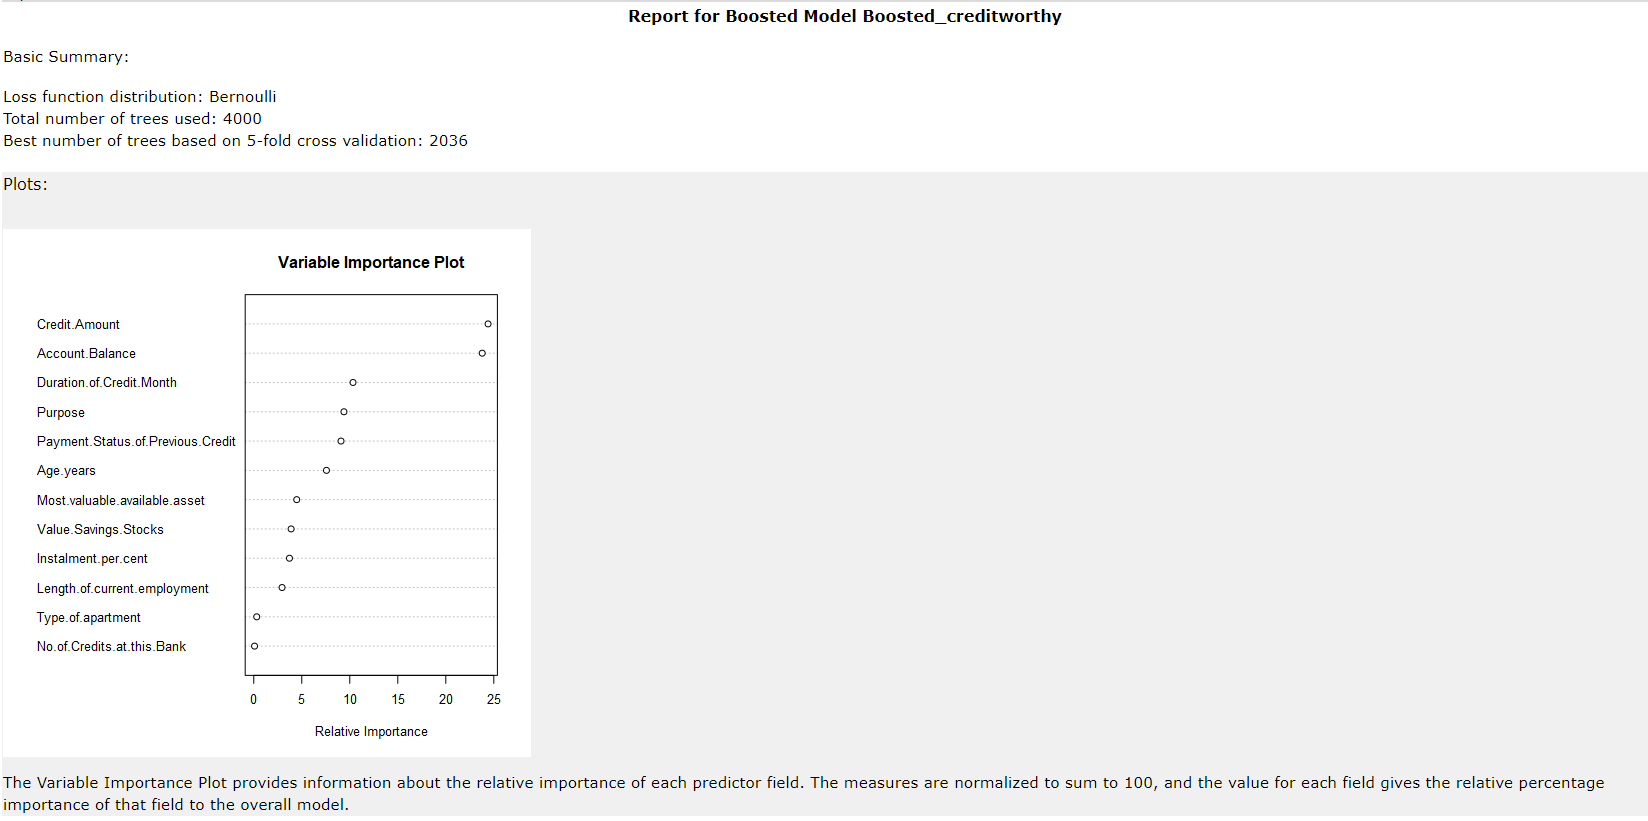 Report for Boosted Model Boosted_creditworthy
Basic Summary:
Loss function distribution: Bernoulli
Total number of trees used: 4000
Best number of trees based on 5-fold cross validation: 2036
Plots:
Variable Importance Plot
Credit.Amount
Account.Balance
Duration.of.Credit.Month
Purpose
Payment.Status.of.Previous.Credit
Age.years
Most.valuable.available.asset
Value.Savings.Stocks
Instalment.per.cent
Length.of.current.employment
Type.of.apartment
No.of.Credits.at.this.Bank
0 5 10 15 20 25
Relative Importance
The Variable Importance Plot provides information about the relative importance of each predictor field. The measures are normalized to sum to 100, and the value for each field gives the relative percentage
importance of that field to the overall model.